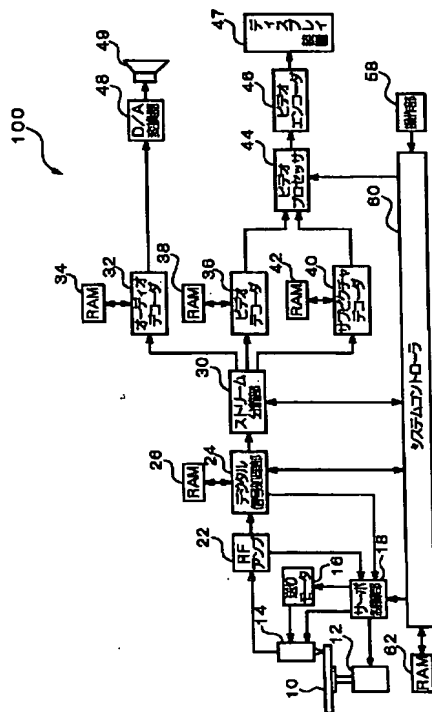 100
49
48
D/A
変換器
47
ディスプレイ
装置
46
ビデオ
エンコーダ
44
ビデオ
プロセッサ
58
操作部
34
RAM
32
オーディオ
デコーダ
38
RAM
36
ビデオ
デコーダ
42
RAM
40
サブピクチャ
デコーダ
30
ストリーム
分離部
26
RAM
24
デジタル
信号処理部
22
RF
アンプ
14
16
送り
モータ
18
サーボ
制御部
10
12
60
システムコントローラ
62
RAM